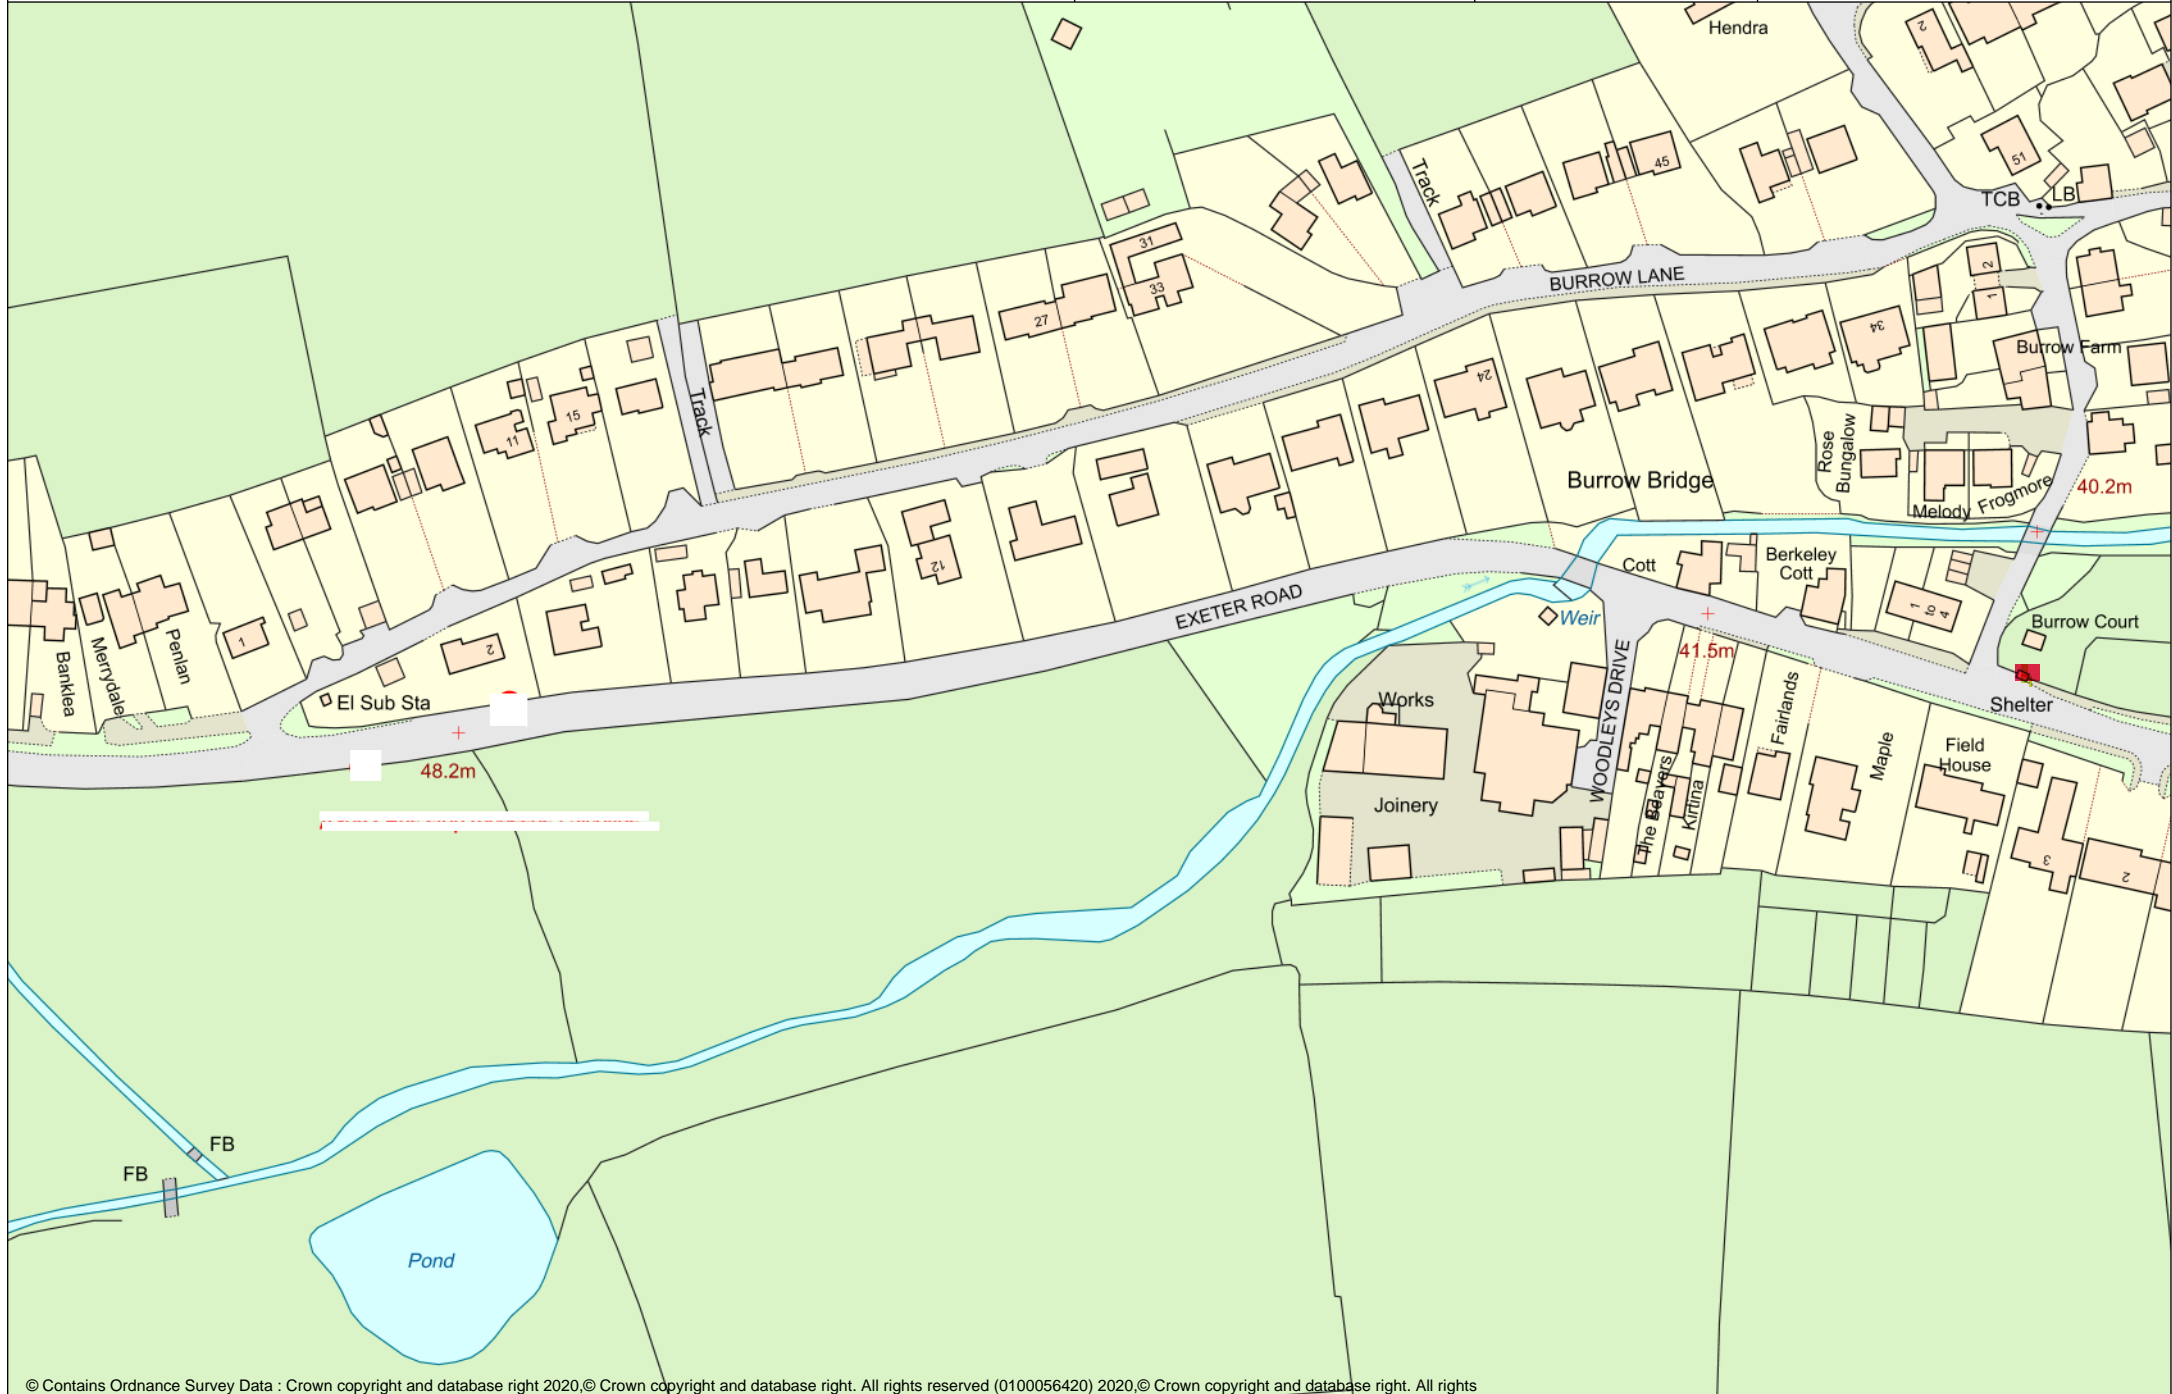 Hendra
2
51
45
Track
TCB
LB
31
33
BURROW LANE
2
1
27
34
Burrow Farm
24
Track
15
11
Rose
Bungalow
Burrow Bridge
40.2m
Melody
Frogmore
12
Cott
Berkeley
Cott
1
to
4
EXETER ROAD
Weir
41.5m
Burrow Court
Banklea
Merrydale
Penlan
1
2
El Sub Sta
Works
WOODLEYS DRIVE
Fairlands
Shelter
48.2m
Maple
Field
House
Joinery
The Beavers
Kirtina
3
2
FB
FB
Pond
© Contains Ordnance Survey Data : Crown copyright and database right 2020,© Crown copyright and database right. All rights reserved (0100056420) 2020,© Crown copyright and database right. All rights